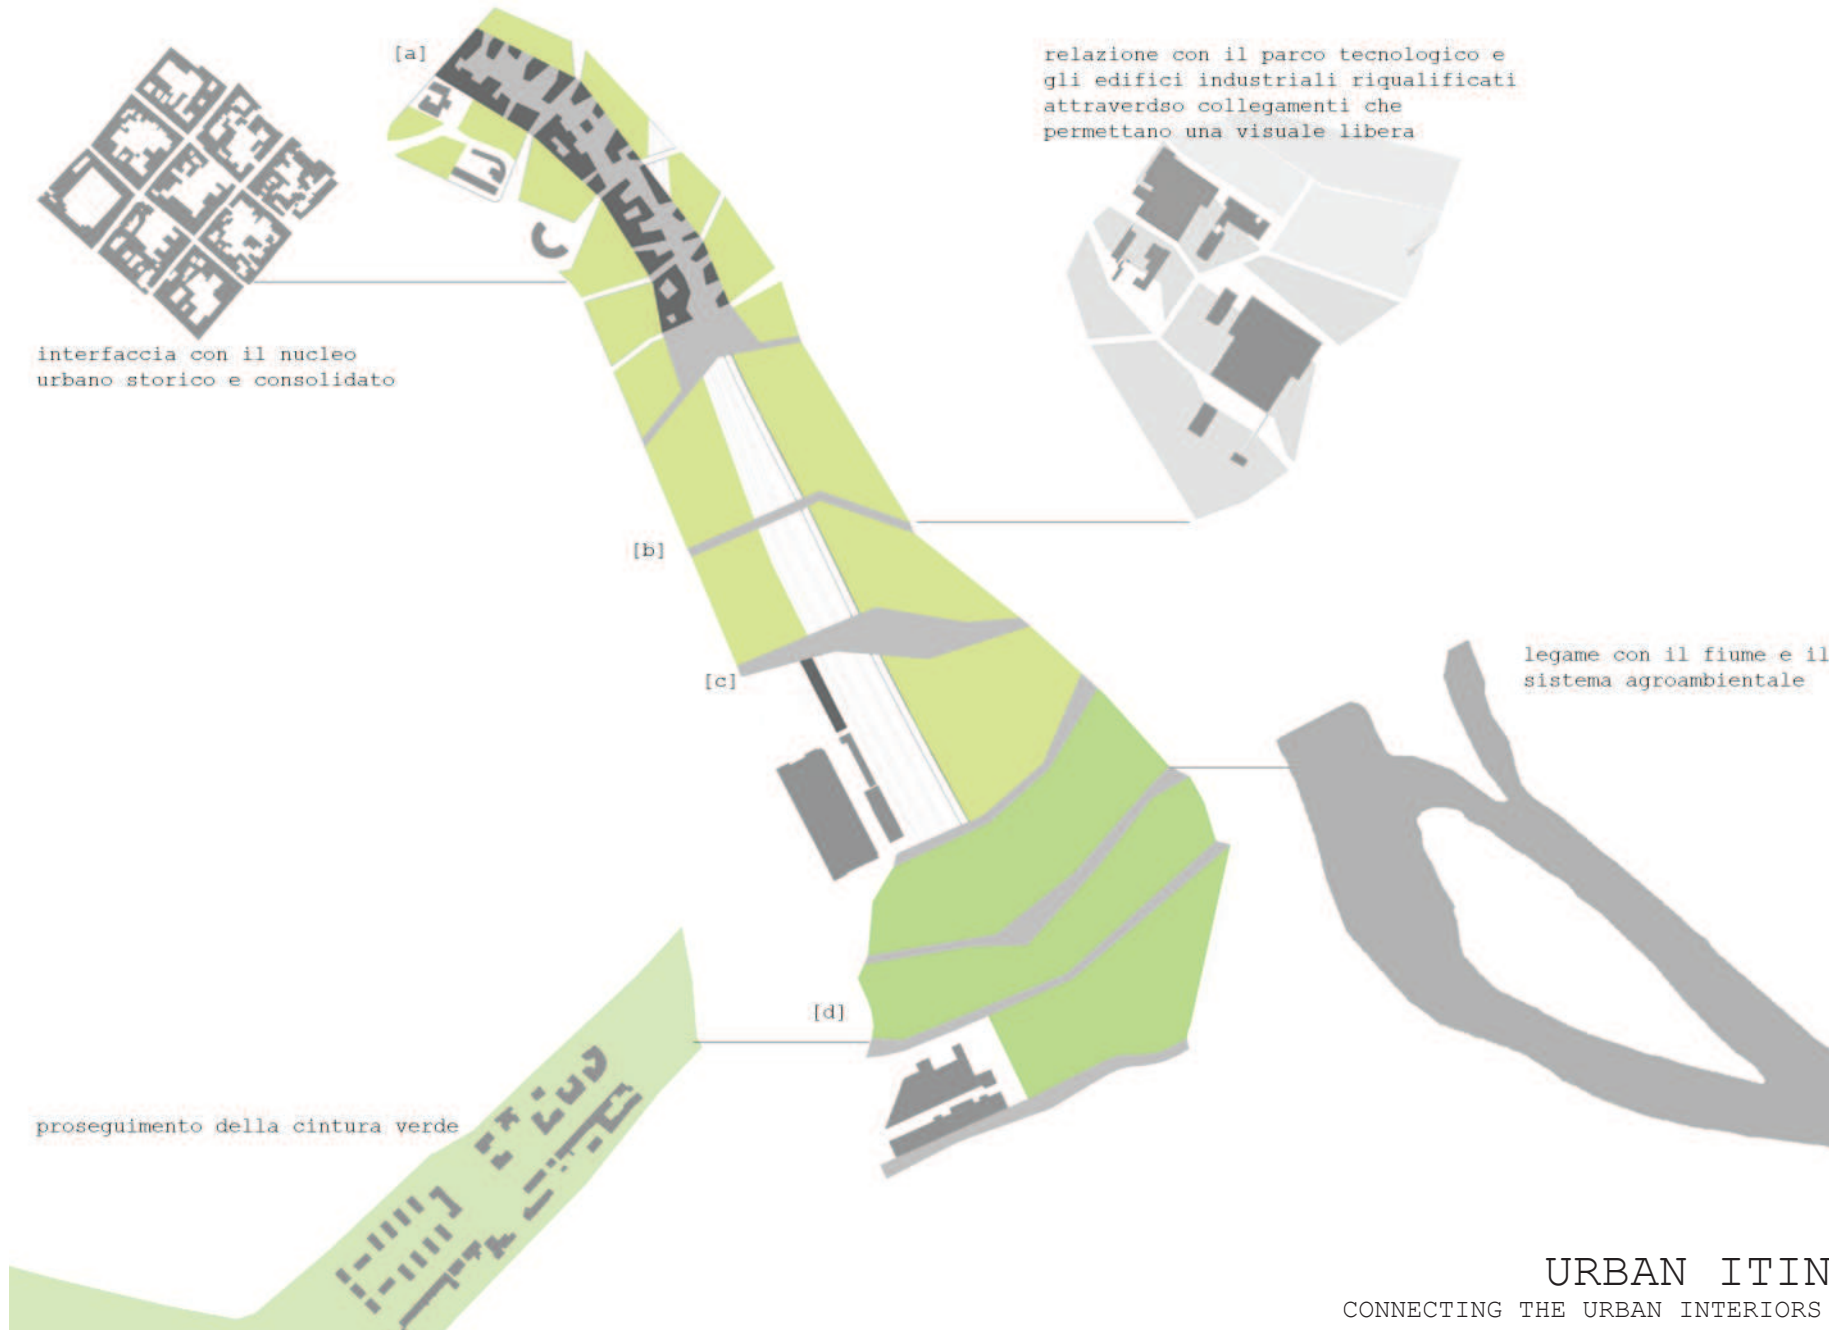 [a]
relazione con il parco tecnologico e
gli edifici industriali riqualificati
attraverdso collegamenti che
permettano una visuale libera
interfaccia con il nucleo
urbano storico e consolidato
[b]
[c]
legame con il fiume e il
sistema agroambientale
[d]
proseguimento della cintura verde
URBAN ITIN
CONNECTING THE URBAN INTERIORS